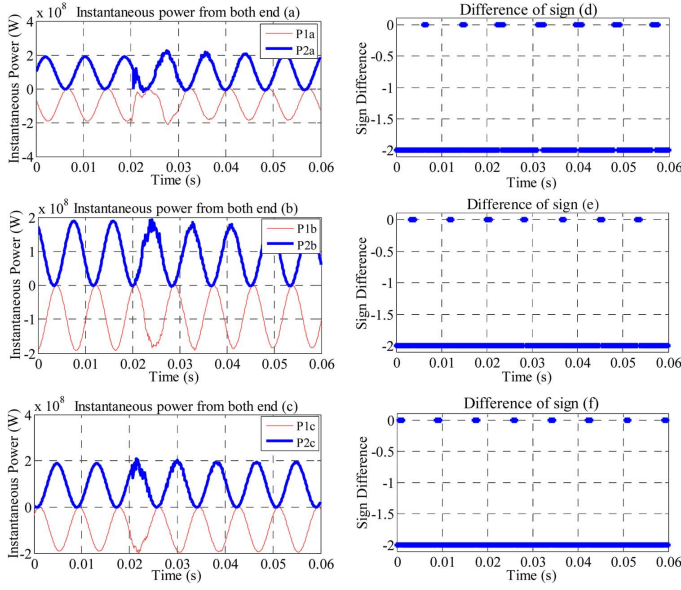 Instantaneous power from both end (a)
x 10⁸
Instantaneous Power (W)
4
2
0
-2
-4
P1a
P2a
0 0.01 0.02 0.03 0.04 0.05 0.06
Time (s)
Difference of sign (d)
Sign Difference
0
-0.5
-1
-1.5
-2
0 0.01 0.02 0.03 0.04 0.05 0.06
Time (s)
Instantaneous power from both end (b)
x 10⁸
Instantaneous Power (W)
2
1
0
-1
-2
P1b
P2b
0 0.01 0.02 0.03 0.04 0.05 0.06
Time (s)
Difference of sign (e)
Sign Difference
0
-0.5
-1
-1.5
-2
0 0.01 0.02 0.03 0.04 0.05 0.06
Time (s)
Instantaneous power from both end (c)
x 10⁸
Instantaneous Power (W)
4
2
0
-2
P1c
P2c
0 0.01 0.02 0.03 0.04 0.05 0.06
Time (s)
Difference of sign (f)
Sign Difference
0
-0.5
-1
-1.5
-2
0 0.01 0.02 0.03 0.04 0.05 0.06
Time (s)